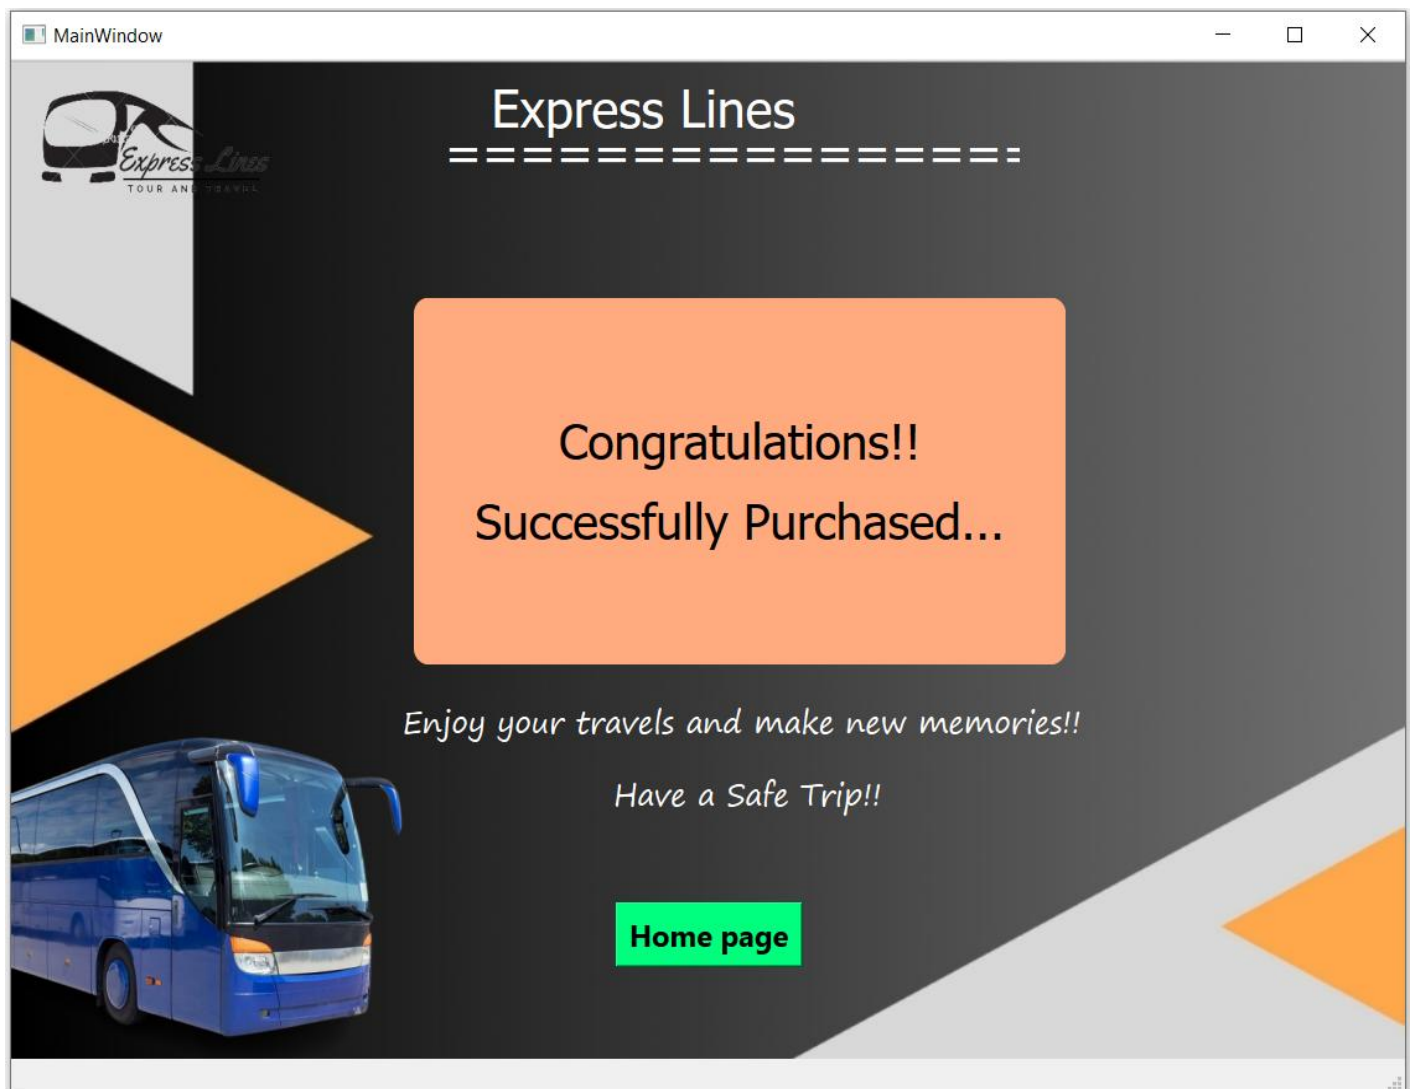 MainWindow
Express Lines
================
Express Lines
TOUR AND TRAVEL
Congratulations!!
Successfully Purchased...
Enjoy your travels and make new memories!!
Have a Safe Trip!!
Home page